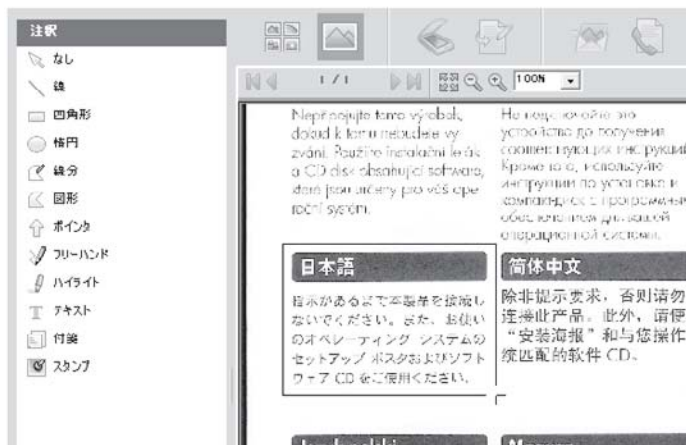 注釈
なし
線
四角形
楕円
線分
図形
ポインタ
フリーハンド
ハイライト
テキスト
付箋
スタンプ
1 / 1
100%
Nepřipojujte tento výrobek,
dokud k tomu nebudete vy-
zváni. Použijte instalační leták
a CD disk obsahující software,
které jsou určeny pro váš ope-
rační systém.
Не подключайте это
устройство до получения
соответствующих инструкций
Кроме того, используйте
инструкции по установке и
компакт-диск с программным
обеспечением для вашей
операционной системы.
日本語
指示があるまで本製品を接続し
ないでください。また、お使い
のオペレーティング システムの
セットアップ ポスタおよびソフト
ウェア CD をご使用ください。
简体中文
除非提示要求，否则请勿
连接此产品。此外，请使
“安装海报”和与您操作
统匹配的软件 CD。